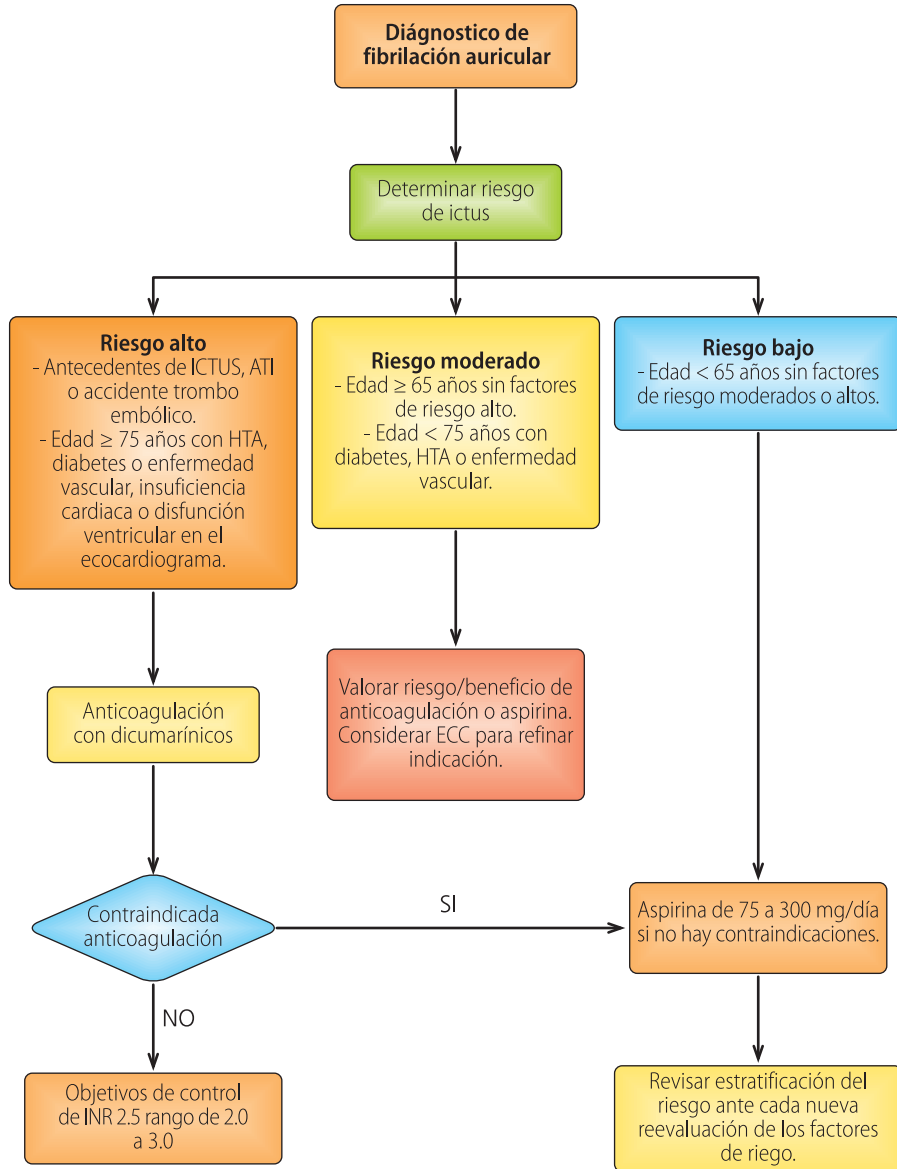 Diágnostico de
fibrilación auricular
Determinar riesgo
de ictus
Riesgo alto
- Antecedentes de ICTUS, ATI
o accidente trombo
embólico.
- Edad ≥ 75 años con HTA,
diabetes o enfermedad
vascular, insuficiencia
cardiaca o disfunción
ventricular en el
ecocardiograma.
Riesgo moderado
- Edad ≥ 65 años sin factores
de riesgo alto.
- Edad < 75 años con
diabetes, HTA o enfermedad
vascular.
Riesgo bajo
- Edad < 65 años sin factores
de riesgo moderados o altos.
Anticoagulación
con dicumarínicos
Valorar riesgo/beneficio de
anticoagulación o aspirina.
Considerar ECC para refinar
indicación.
Contraindicada
anticoagulación
SI
Aspirina de 75 a 300 mg/día
si no hay contraindicaciones.
NO
Objetivos de control
de INR 2.5 rango de 2.0
a 3.0
Revisar estratificación del
riesgo ante cada nueva
reevaluación de los factores
de riego.